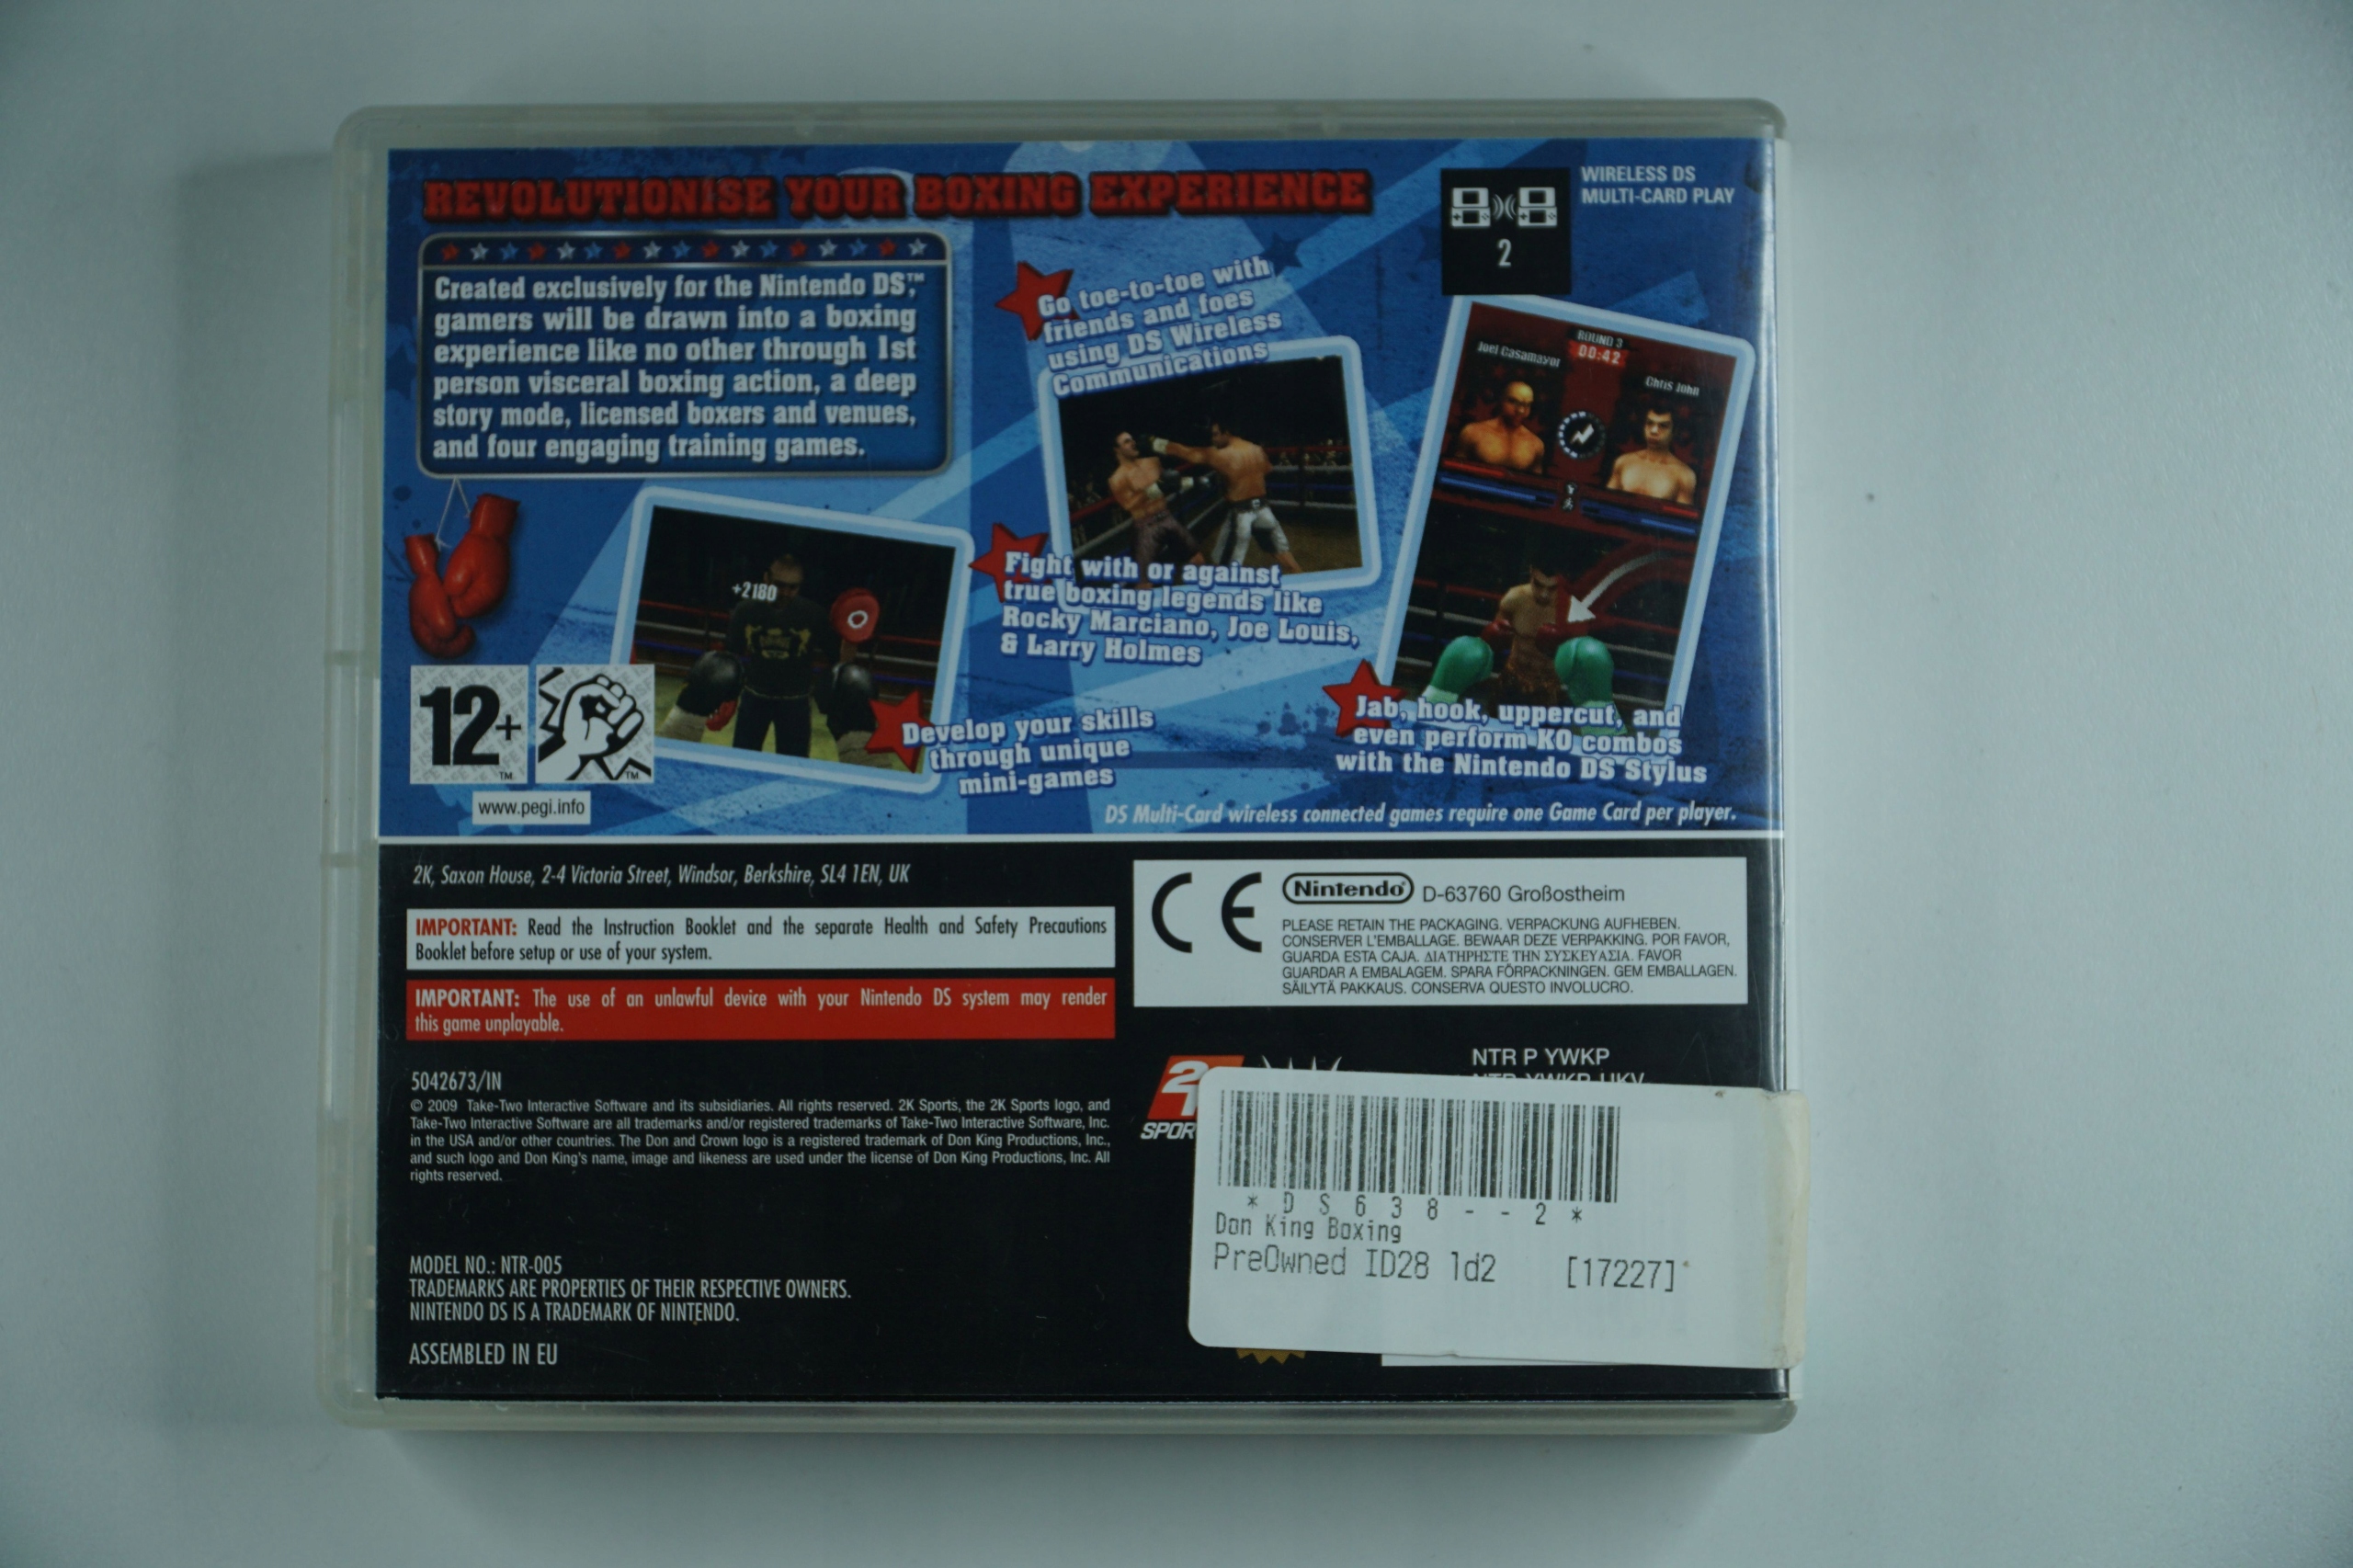 REVOLUTIONISE YOUR BOXING EXPERIENCE
WIRELESS DS
MULTI-CARD PLAY
2
Created exclusively for the Nintendo DS,™
gamers will be drawn into a boxing
experience like no other through 1st
person visceral boxing action, a deep
story mode, licensed boxers and venues,
and four engaging training games.
Go toe-to-toe with
friends and foes
using DS Wireless
Communications
ROUND 3
00:42
Joel Casamayor
Chris John
+2180
Fight with or against
true boxing legends like
Rocky Marciano, Joe Louis,
& Larry Holmes
Develop your skills
through unique
mini-games
Jab, hook, uppercut, and
even perform KO combos
with the Nintendo DS Stylus
12+
™
™
www.pegi.info
DS Multi-Card wireless connected games require one Game Card per player.
2K, Saxon House, 2-4 Victoria Street, Windsor, Berkshire, SL4 1EN, UK
IMPORTANT: Read the Instruction Booklet and the separate Health and Safety Precautions
Booklet before setup or use of your system.
IMPORTANT: The use of an unlawful device with your Nintendo DS system may render
this game unplayable.
CE
Nintendo® D-63760 Großostheim
PLEASE RETAIN THE PACKAGING. VERPACKUNG AUFHEBEN.
CONSERVER L'EMBALLAGE. BEWAAR DEZE VERPAKKING. POR FAVOR,
GUARDA ESTA CAJA. ΔΙΑΤΗΡΗΣΤΕ ΤΗΝ ΣΥΣΚΕΥΑΣΙΑ. FAVOR
GUARDAR A EMBALAGEM. SPARA FÖRPACKNINGEN. GEM EMBALLAGEN.
SÄILYTÄ PAKKAUS. CONSERVA QUESTO INVOLUCRO.
5042673/IN
© 2009 Take-Two Interactive Software and its subsidiaries. All rights reserved. 2K Sports, the 2K Sports logo, and
Take-Two Interactive Software are all trademarks and/or registered trademarks of Take-Two Interactive Software, Inc.
in the USA and/or other countries. The Don and Crown logo is a registered trademark of Don King Productions, Inc.,
and such logo and Don King's name, image and likeness are used under the license of Don King Productions, Inc. All
rights reserved.
MODEL NO.: NTR-005
TRADEMARKS ARE PROPERTIES OF THEIR RESPECTIVE OWNERS.
NINTENDO DS IS A TRADEMARK OF NINTENDO.
ASSEMBLED IN EU
2
SPOR
NTR P YWKP
NTR-YWKP-UKV
* D S 6 3 8 - - 2 *
Don King Boxing
PreOwned ID28 1d2 [17227]